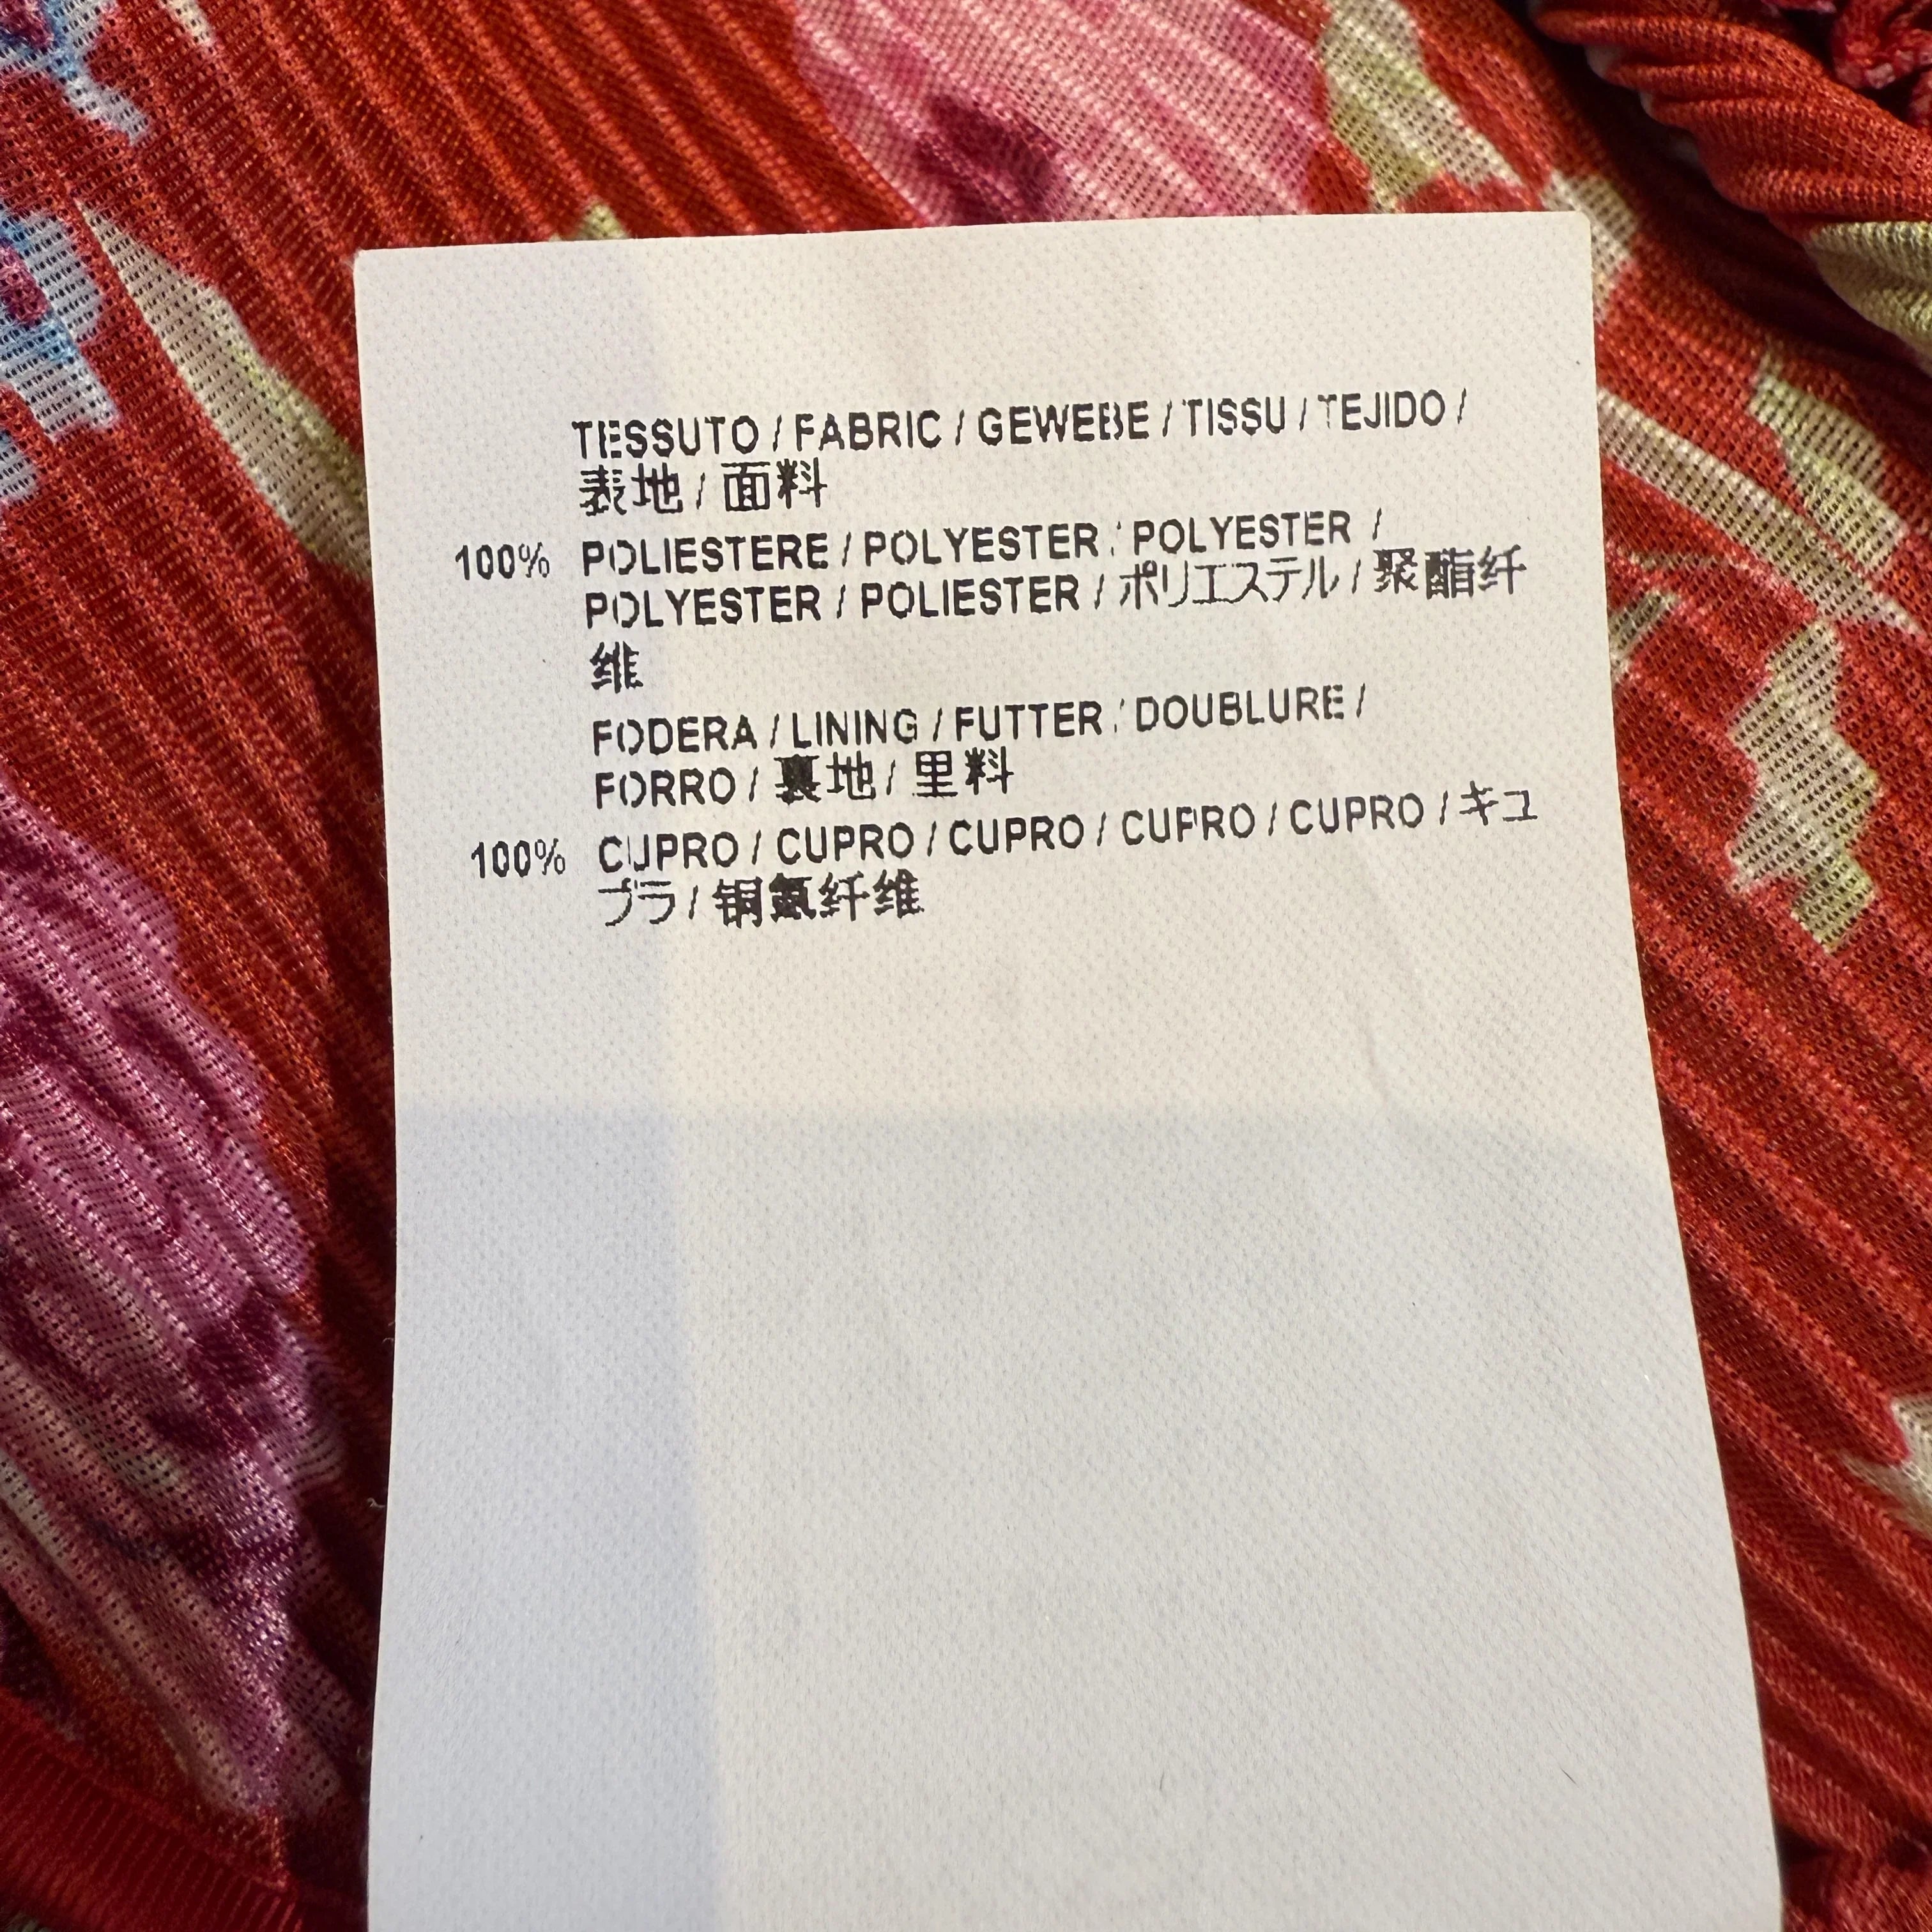 TESSUTO / FABRIC / GEWEBE / TISSU / TEJIDO /
表地 / 面料
100% POLIESTERE / POLYESTER / POLYESTER /
POLYESTER / POLIESTER / ポリエステル / 聚酯纤
维
FODERA / LINING / FUTTER / DOUBLURE /
FORRO / 裏地 / 里料
100% CUPRO / CUPRO / CUPRO / CUPRO / CUPRO / キュ
プラ / 铜氨纤维